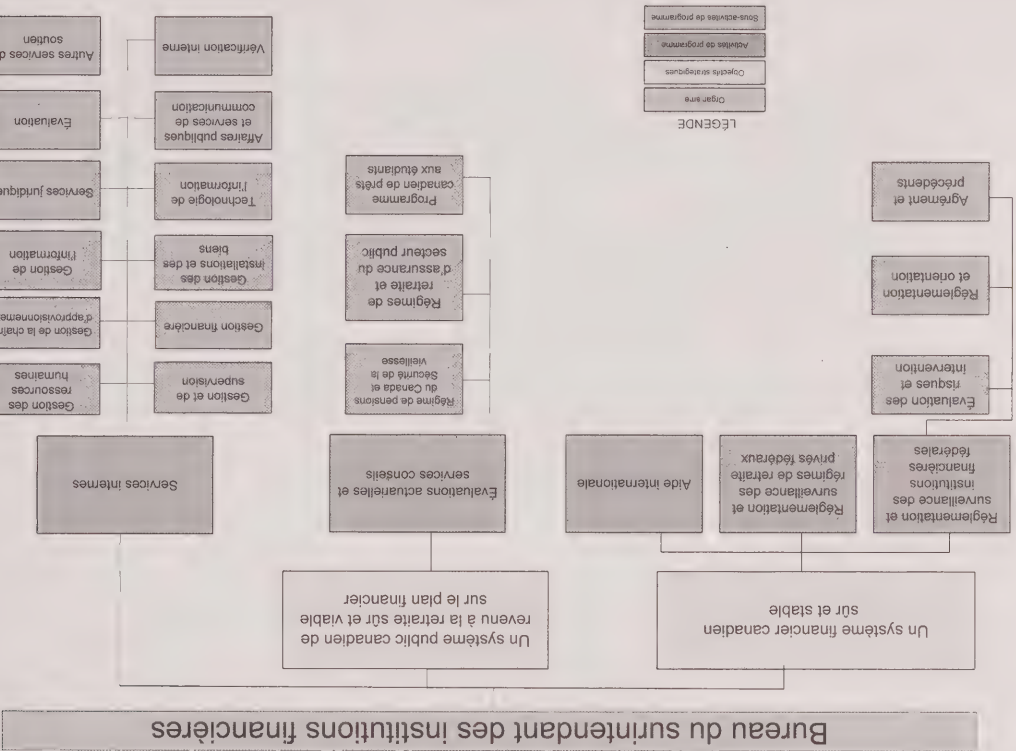 Bureau du surintendant des institutions financières
Un système financier canadien
sûr et stable
Un système public canadien de
revenu à la retraite sûr et viable
sur le plan financier
Réglementation et
surveillance des
institutions
financières
fédérales
Réglementation et
surveillance des
régimes de retraite
privés fédéraux
Aide internationale
Évaluations actuarielles et
services conseils
Services internes
Évaluation des
risques et
intervention
Réglementation
et orientation
Agrément et
précédents
Régime de pensions
du Canada et
Sécurité de la
vieillesse
Régimes de
retraite et
d'assurance du
secteur public
Programme
canadien de prêts
aux étudiants
Gestion et de
supervision
Gestion des
ressources
humaines
Gestion financière
Gestion de la chaîn
d'approvisionneme
Gestion des
installations et des
biens
Gestion de
l'information
Technologie de
l'information
Services juridique
Affaires publiques
et services de
communication
Évaluation
Vérification interne
Autres services d
soutien
LÉGENDE
Organisme
Objectifs stratégiques
Activités de programme
Sous-activités de programme